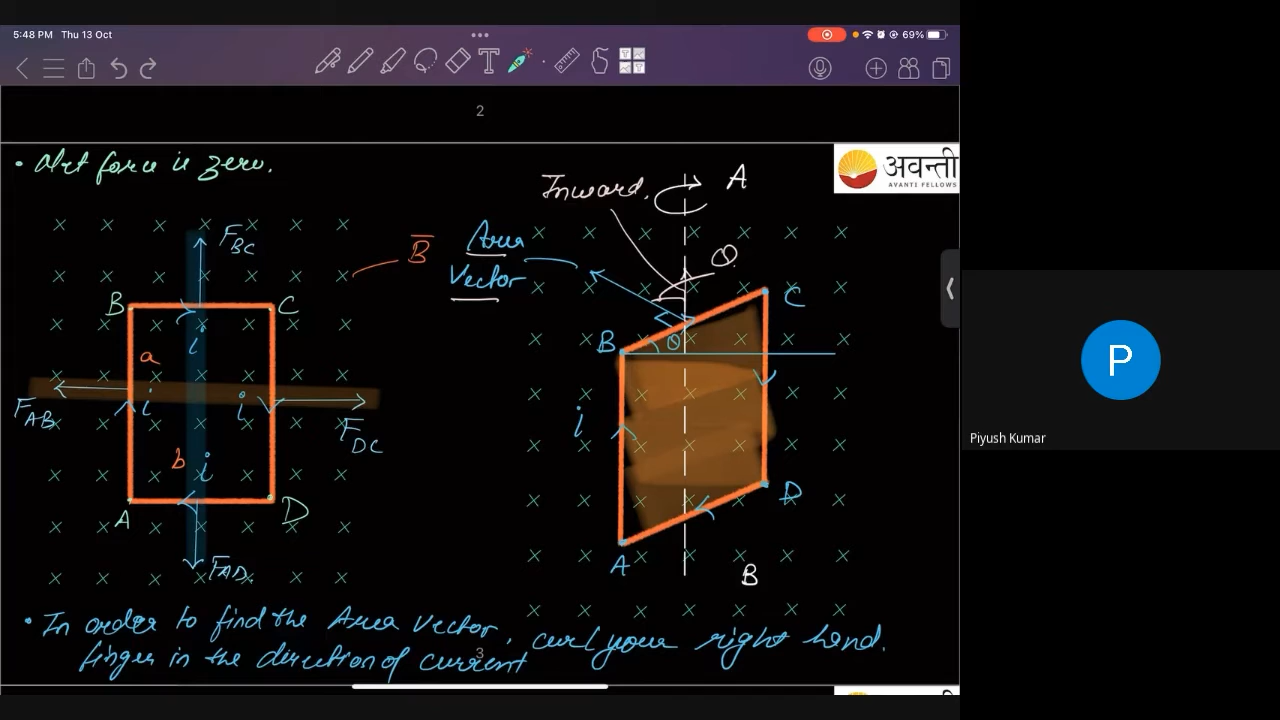 5:48 PM Thu 13 Oct
69%
2
• Net force is zero.
अवन्ती
AVANTI FELLOWS
Inward.
A
F_BC
B̅
Area
Vector
θ
B
C
i
a
F_AB
i
i
F_DC
b
i
A
D
F_AD
C
B
θ
i
D
A
B
• In order to find the Area Vector, curl your right hand.
finger in the direction of current
3
P
Piyush Kumar